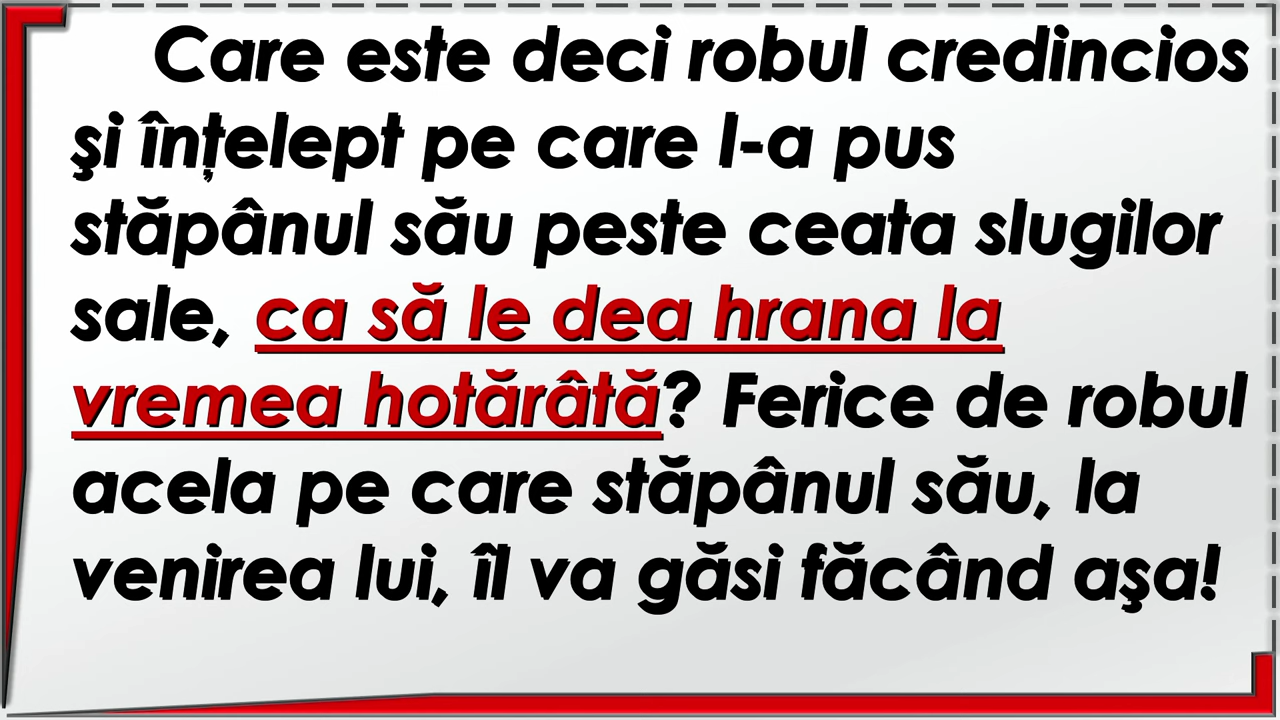 Care este deci robul credincios
şi înţelept pe care l-a pus
stăpânul său peste ceata slugilor
sale, ca să le dea hrana la
vremea hotărâtă? Ferice de robul
acela pe care stăpânul său, la
venirea lui, îl va găsi făcând aşa!